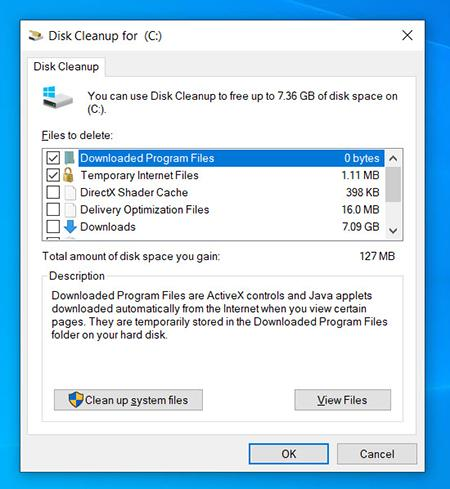 Disk Cleanup for  (C:)
Disk Cleanup
You can use Disk Cleanup to free up to 7.36 GB of disk space on
(C:).
Files to delete:
Downloaded Program Files 0 bytes
Temporary Internet Files 1.11 MB
DirectX Shader Cache 398 KB
Delivery Optimization Files 16.0 MB
Downloads 7.09 GB
Total amount of disk space you gain: 127 MB
Description
Downloaded Program Files are ActiveX controls and Java applets
downloaded automatically from the Internet when you view certain
pages. They are temporarily stored in the Downloaded Program Files
folder on your hard disk.
Clean up system files View Files
OK Cancel